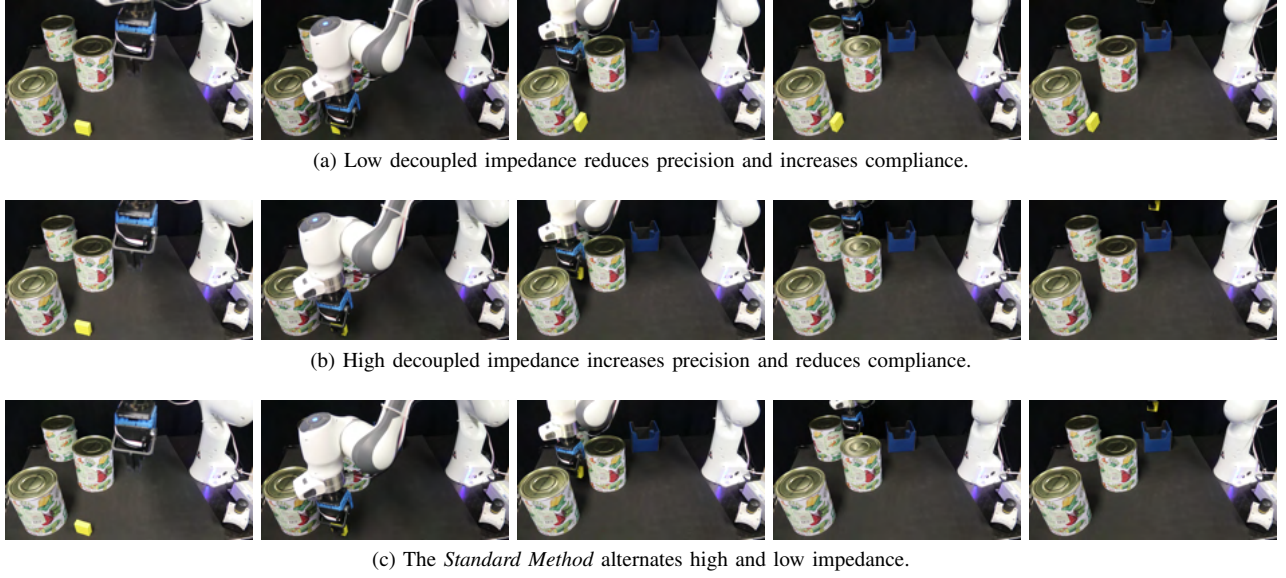 (a) Low decoupled impedance reduces precision and increases compliance.
(b) High decoupled impedance increases precision and reduces compliance.
(c) The Standard Method alternates high and low impedance.